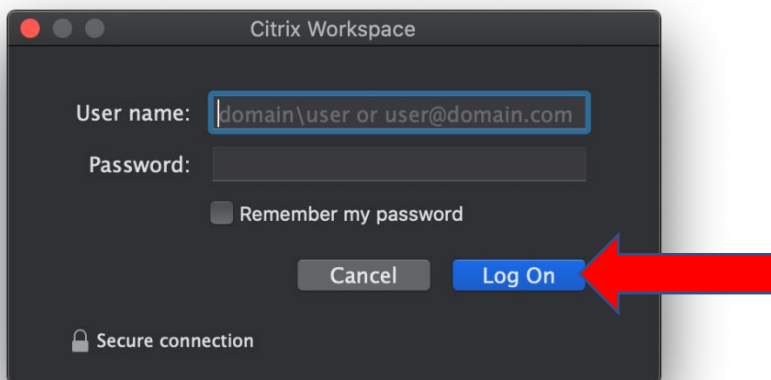 Citrix Workspace
User name: domain\user or user@domain.com
Password:
Remember my password
Cancel Log On
Secure connection